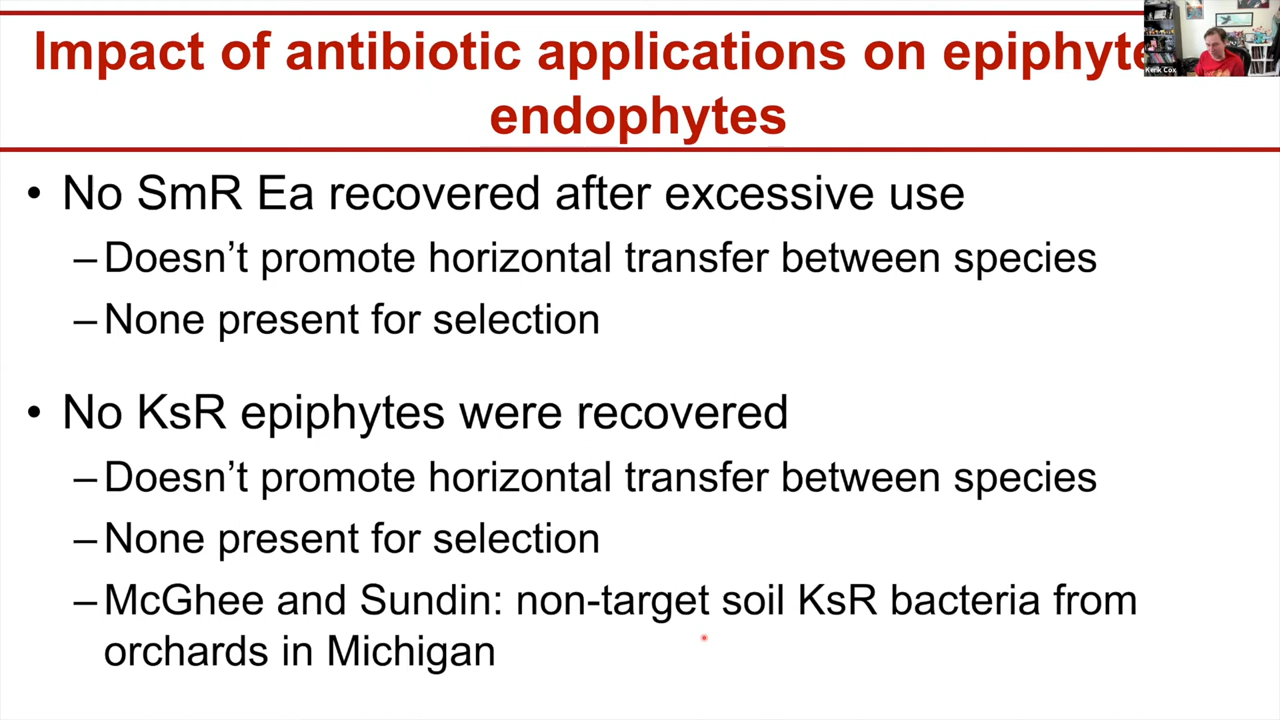 Impact of antibiotic applications on epiphyte
endophytes
Kerik Cox
• No SmR Ea recovered after excessive use
–Doesn’t promote horizontal transfer between species
–None present for selection
• No KsR epiphytes were recovered
–Doesn’t promote horizontal transfer between species
–None present for selection
–McGhee and Sundin: non-target soil KsR bacteria from
orchards in Michigan